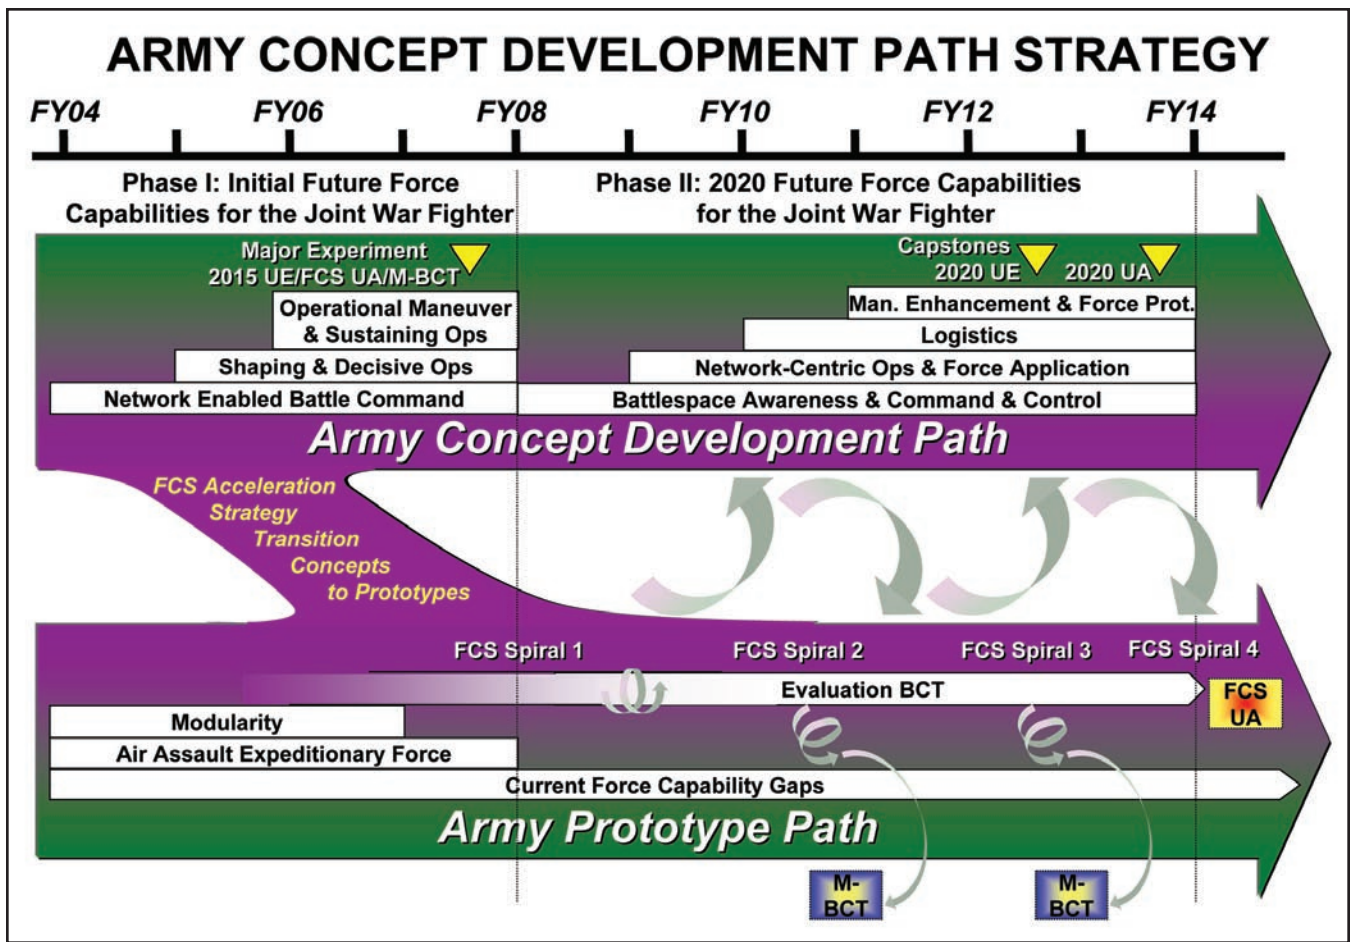 ARMY CONCEPT DEVELOPMENT PATH STRATEGY
FY04 FY06 FY08 FY10 FY12 FY14
Phase I: Initial Future Force
Capabilities for the Joint War Fighter
Phase II: 2020 Future Force Capabilities
for the Joint War Fighter
Major Experiment
2015 UE/FCS UA/M-BCT
Capstones
2020 UE
2020 UA
Operational Maneuver
& Sustaining Ops
Shaping & Decisive Ops
Network Enabled Battle Command
Man. Enhancement & Force Prot.
Logistics
Network-Centric Ops & Force Application
Battlespace Awareness & Command & Control
Army Concept Development Path
FCS Acceleration
Strategy
Transition
Concepts
to Prototypes
FCS Spiral 1
FCS Spiral 2
FCS Spiral 3
FCS Spiral 4
Evaluation BCT
FCS
UA
Modularity
Air Assault Expeditionary Force
Current Force Capability Gaps
Army Prototype Path
M-
BCT
M-
BCT